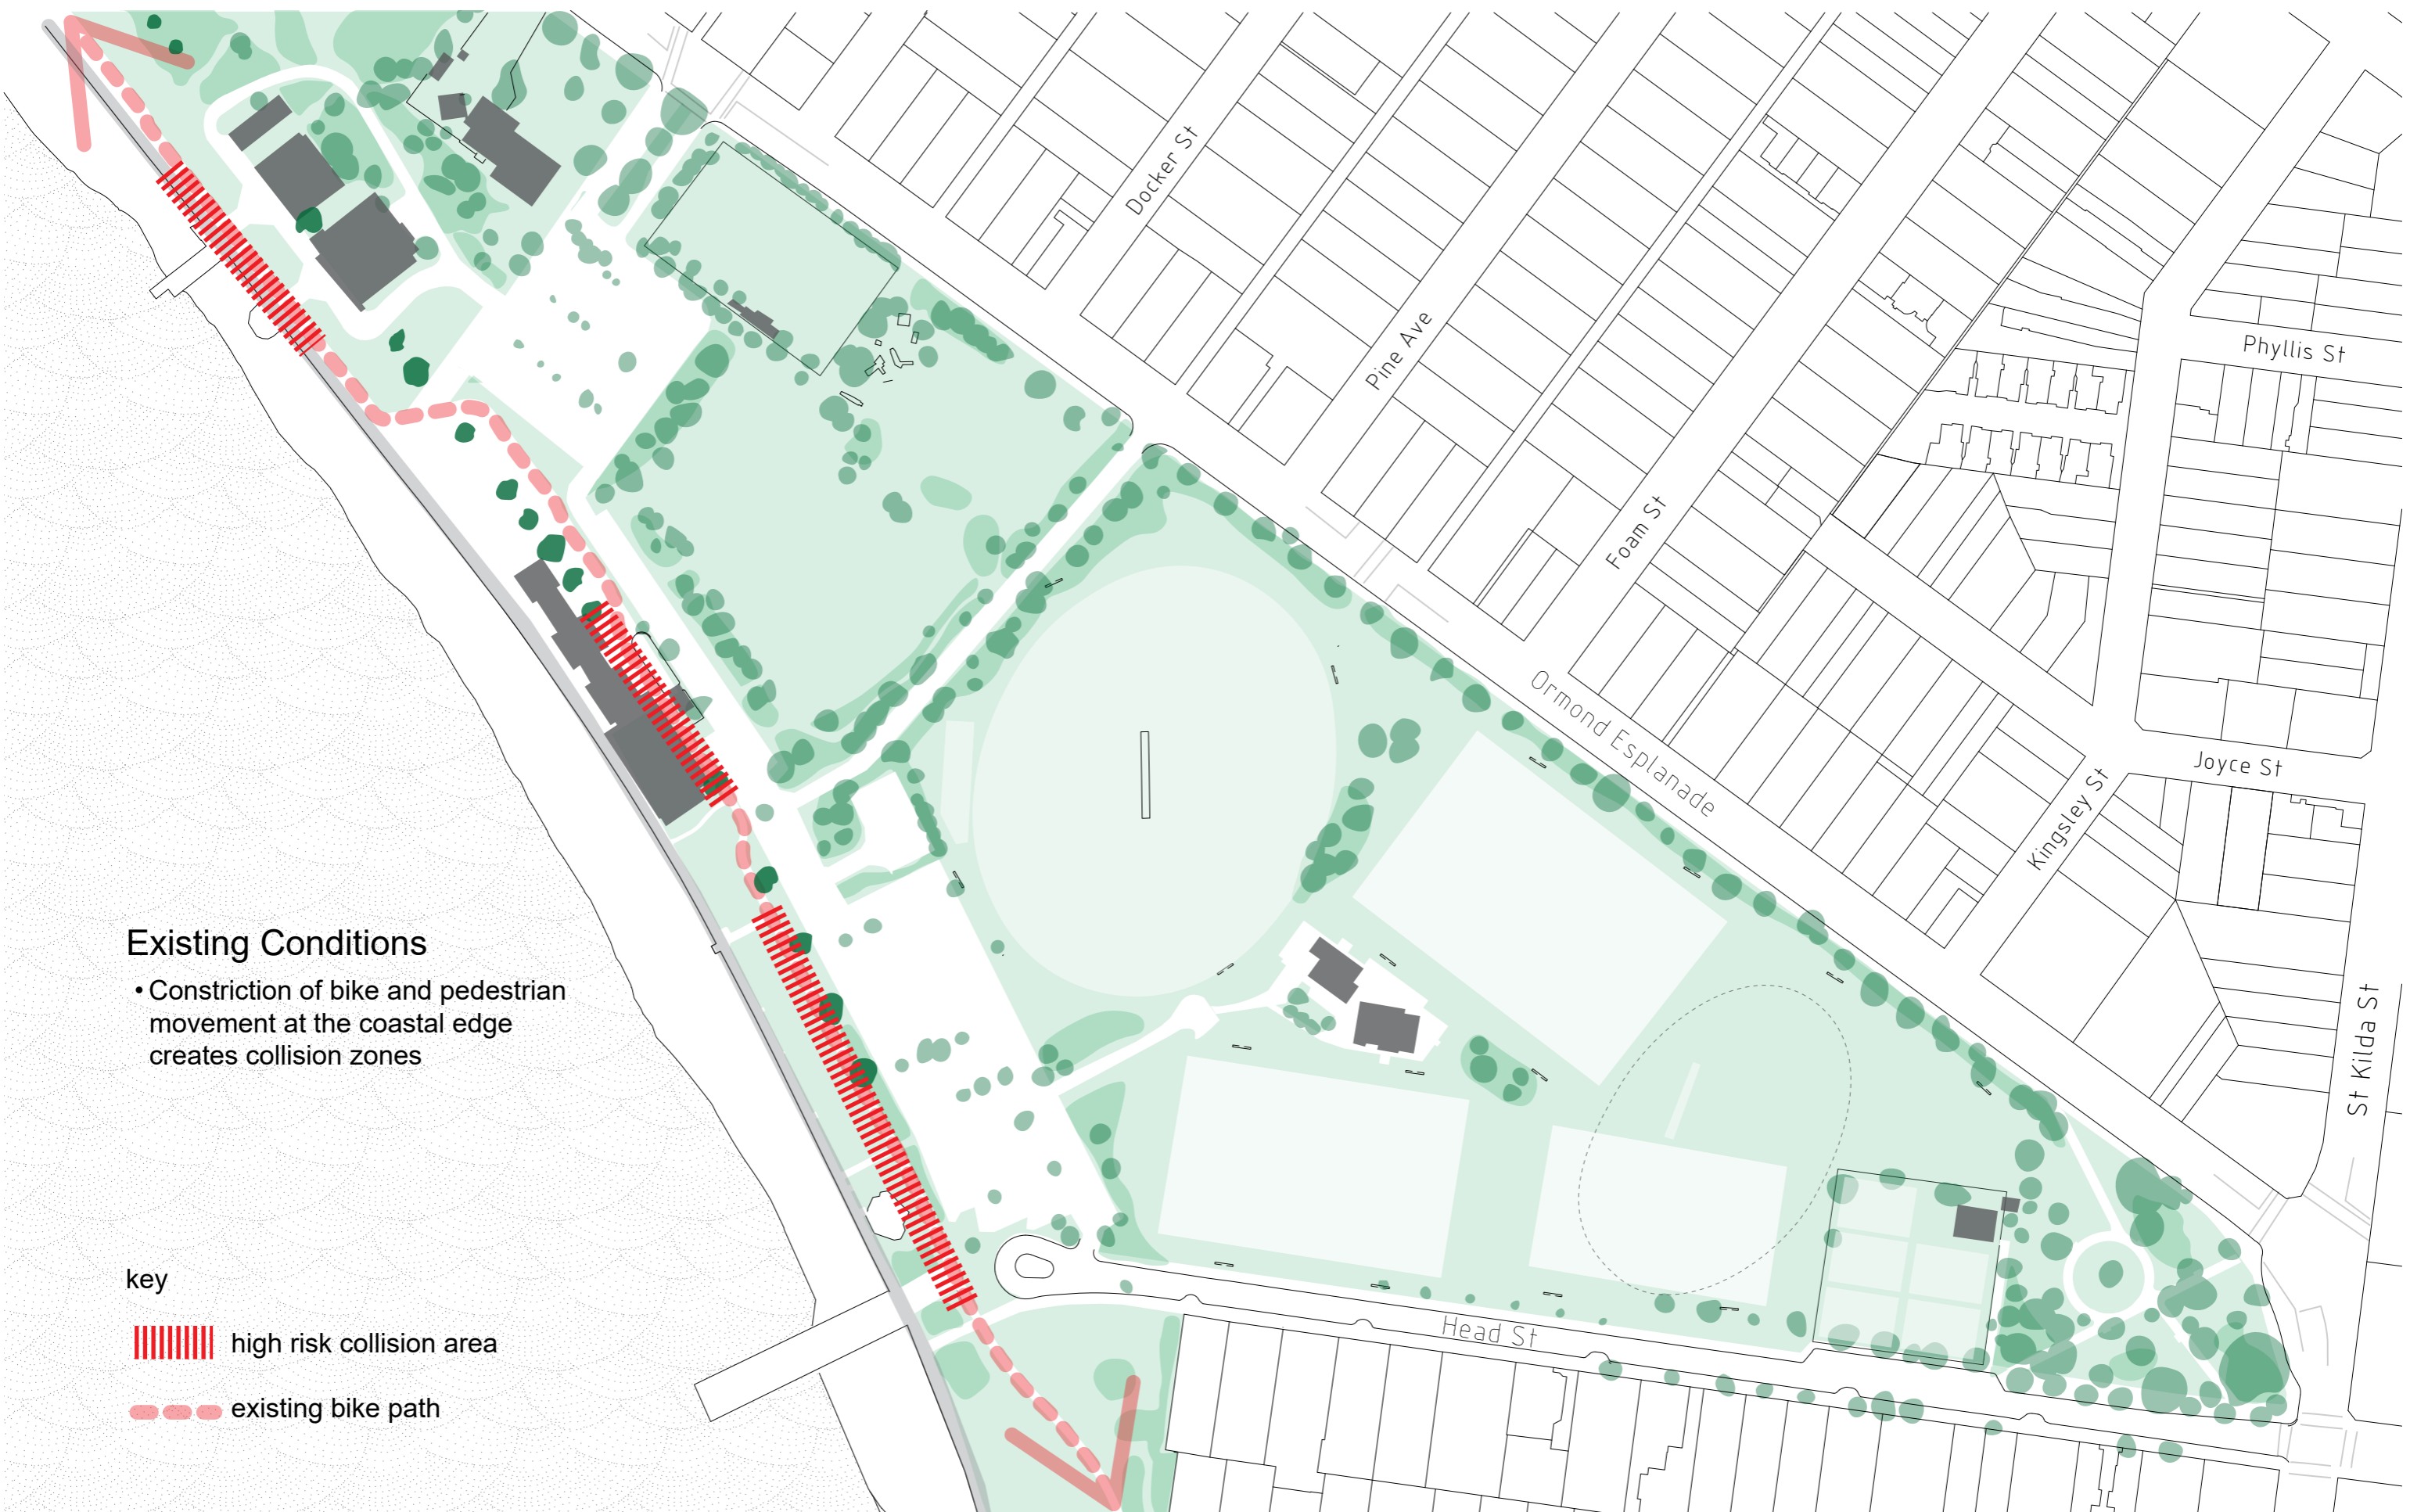 Docker St
Pine Ave
Foam St
Phyllis St
Ormond Esplanade
Joyce St
Kingsley St
St Kilda St
Head St
Existing Conditions
• Constriction of bike and pedestrian
movement at the coastal edge
creates collision zones
key
high risk collision area
existing bike path